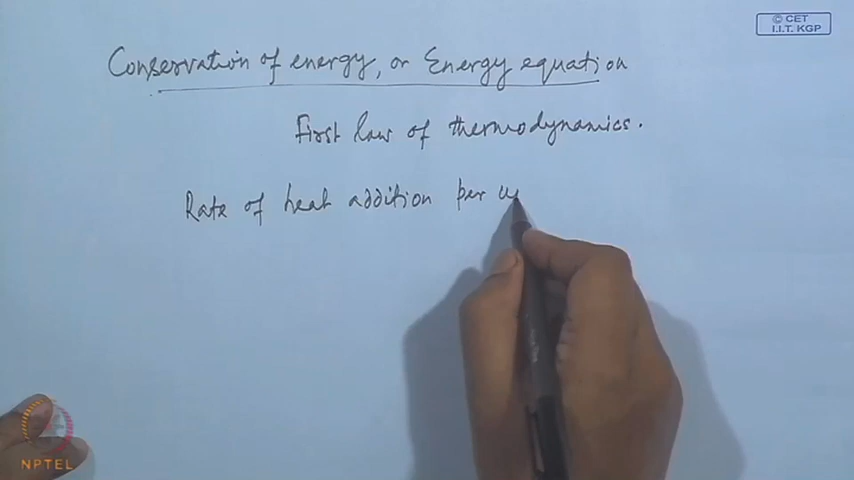 © CET
I.I.T. KGP
Conservation of energy, or Energy equation
First law of thermodynamics.
Rate of heat addition per
NPTEL